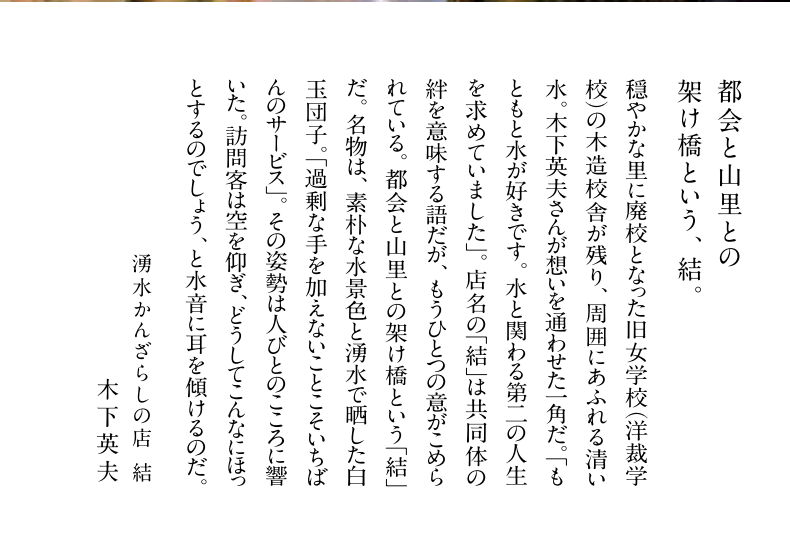 都会と山里との
架け橋という、結。
穏やかな里に廃校となった旧女学校（洋裁学
校）の木造校舎が残り、周囲にあふれる清い
水。木下英夫さんが想いを通わせた一角だ。「も
ともと水が好きです。水と関わる第二の人生
を求めていました」。店名の「結」は共同体の
絆を意味する語だが、もうひとつの意がこめら
れている。都会と山里との架け橋という「結」
だ。名物は、素朴な水景色と湧水で晒した白
玉団子。「過剰な手を加えないことこそいちば
んのサービス」。その姿勢は人びとのこころに響
いた。訪問客は空を仰ぎ、どうしてこんなにほっ
とするのでしょう、と水音に耳を傾けるのだ。
湧水かんざらしの店 結
木下英夫